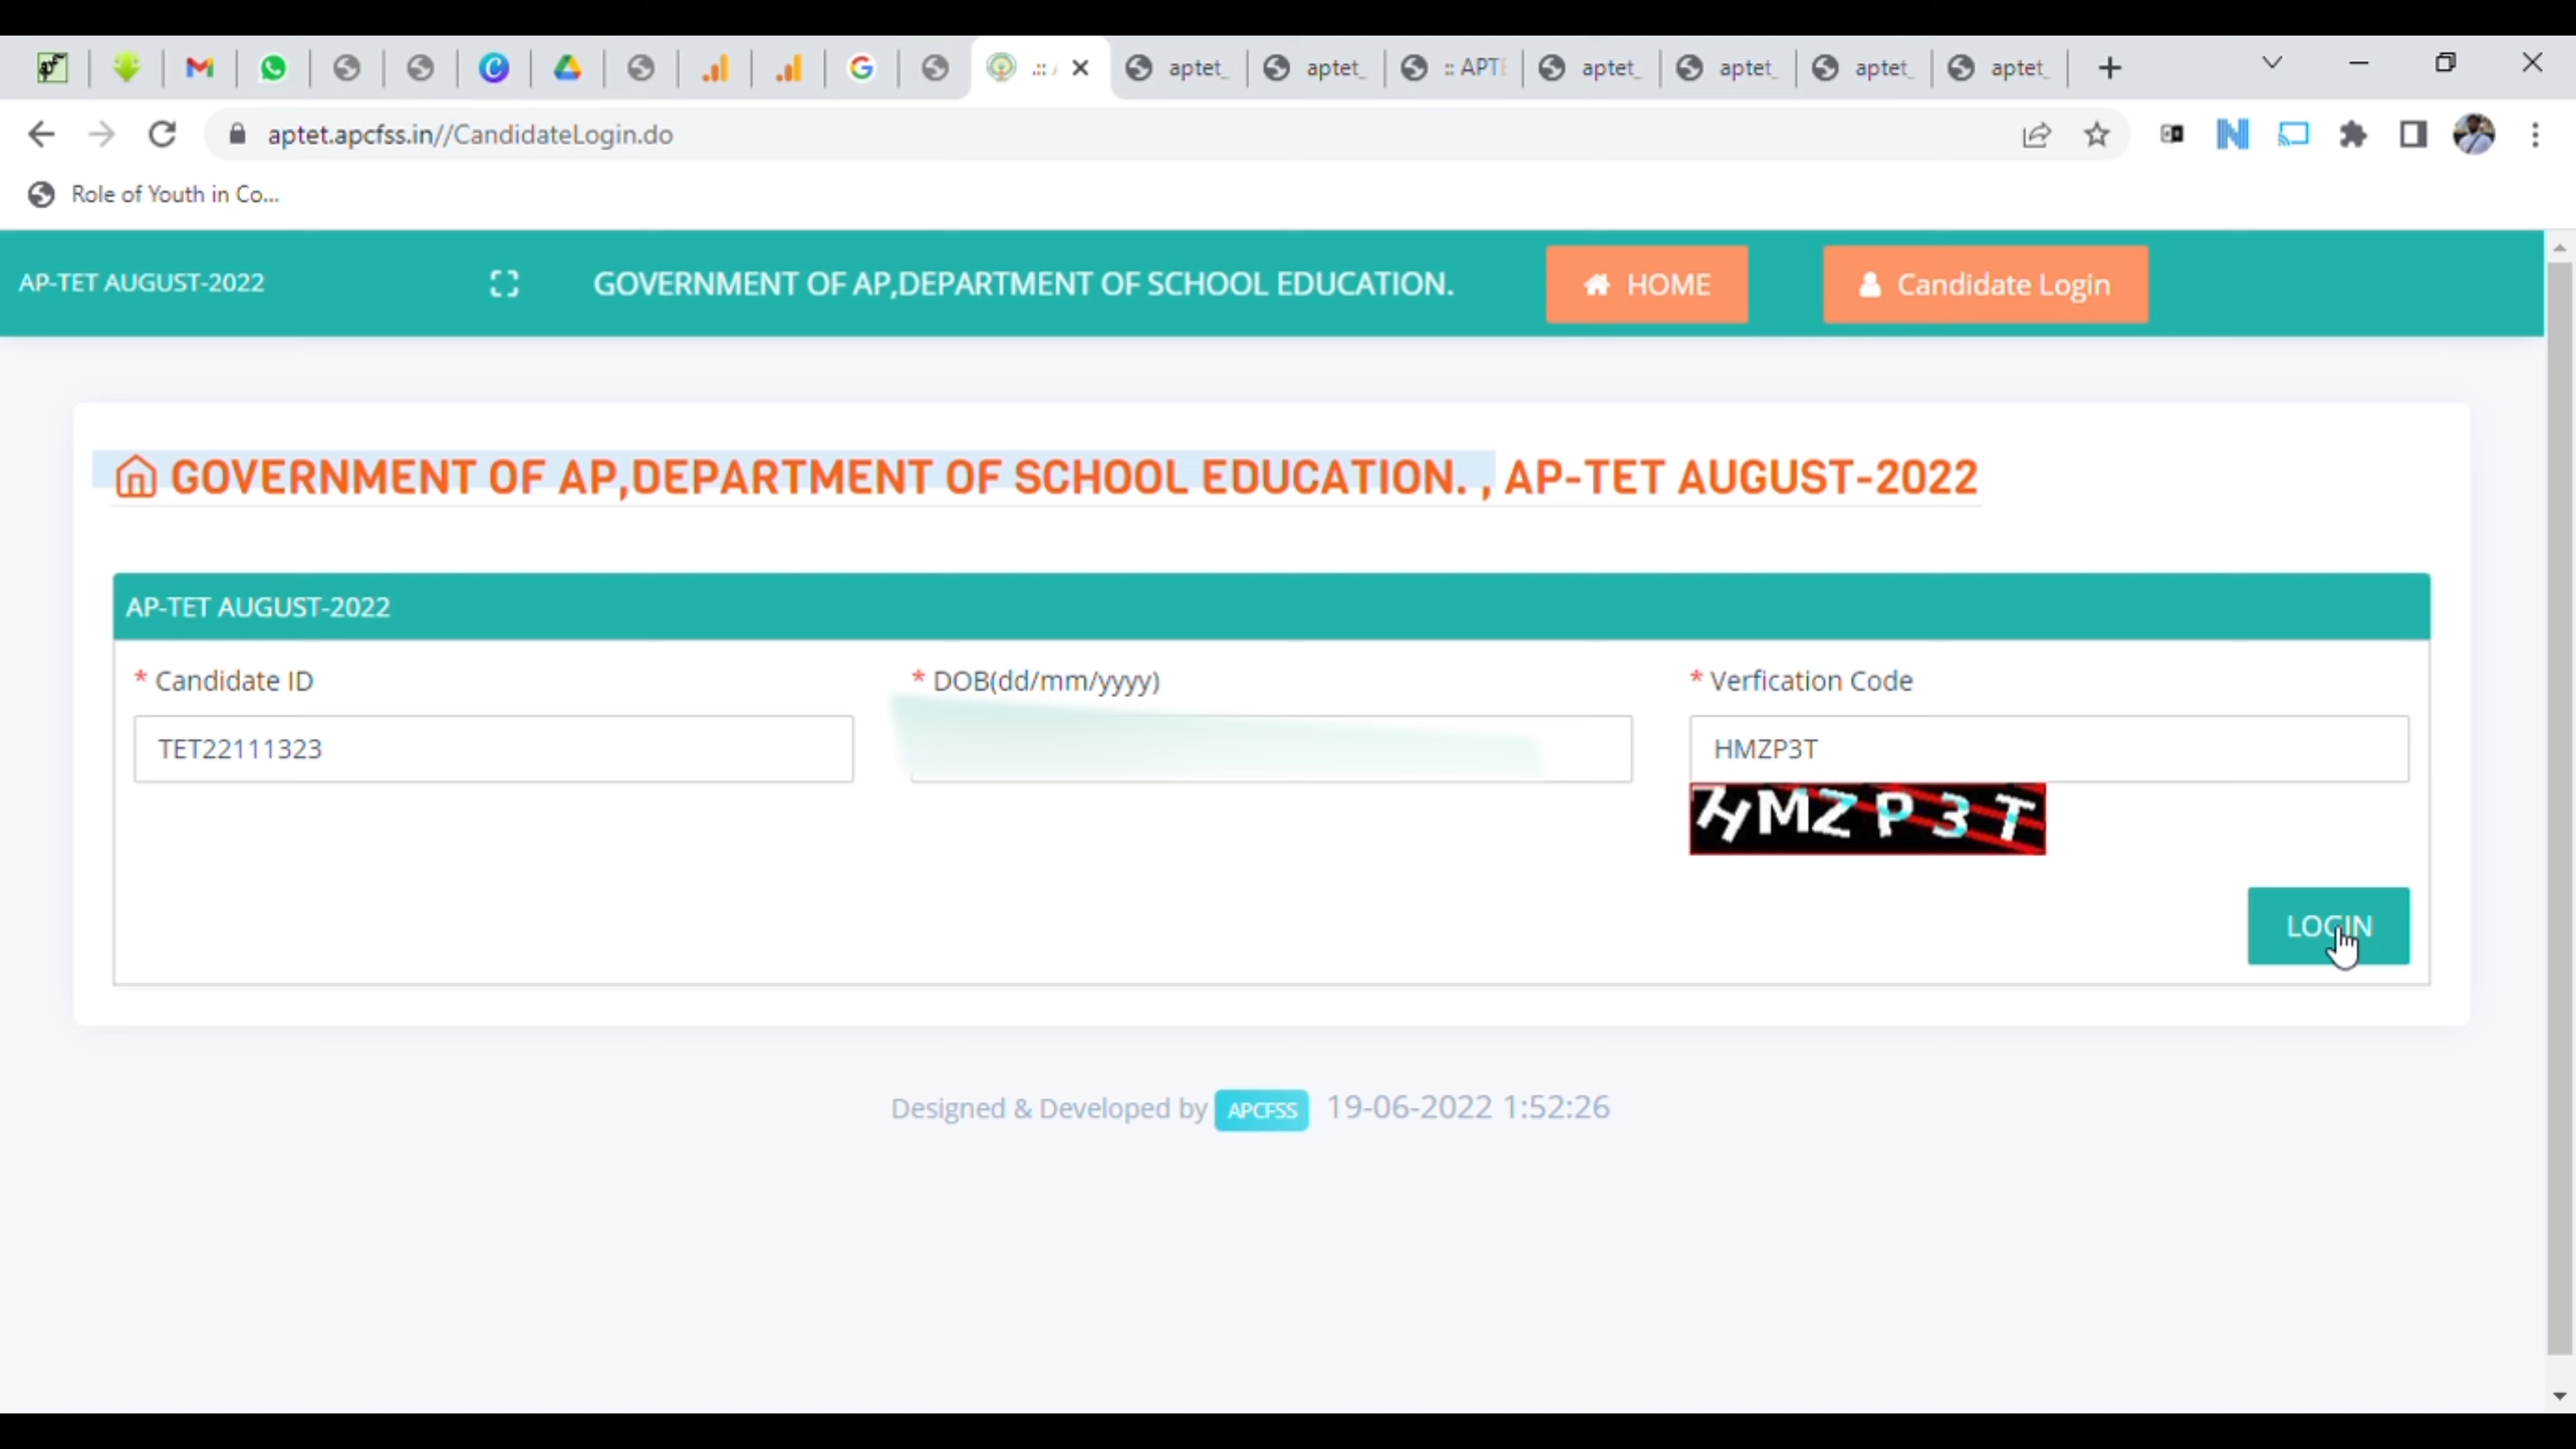 :: A
aptet_
aptet_
:: APTE
aptet_
aptet_
aptet_
aptet_
aptet.apcfss.in//CandidateLogin.do
Role of Youth in Co...
AP-TET AUGUST-2022
GOVERNMENT OF AP,DEPARTMENT OF SCHOOL EDUCATION.
HOME
Candidate Login
GOVERNMENT OF AP,DEPARTMENT OF SCHOOL EDUCATION. , AP-TET AUGUST-2022
AP-TET AUGUST-2022
* Candidate ID
* DOB(dd/mm/yyyy)
* Verfication Code
TET22111323
HMZP3T
HMZP3T
LOGIN
Designed & Developed by APCFSS 19-06-2022 1:52:26